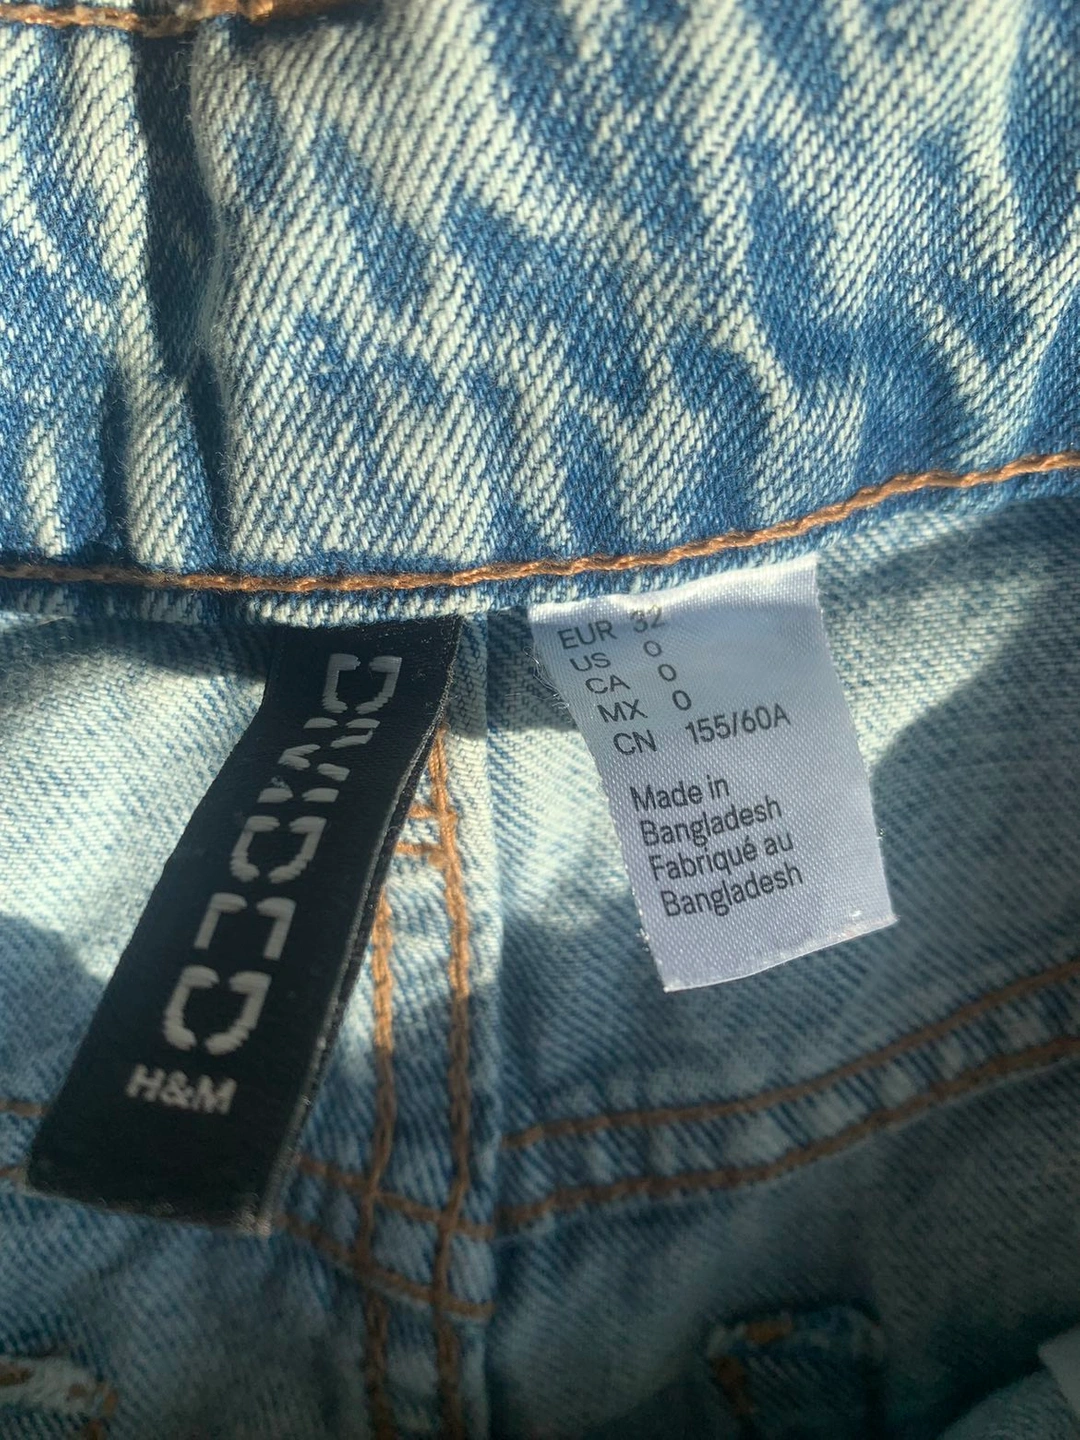 DIVIDED
H&M
EUR 32
US 0
CA 0
MX 0
CN 155/60A
Made in
Bangladesh
Fabriqué au
Bangladesh